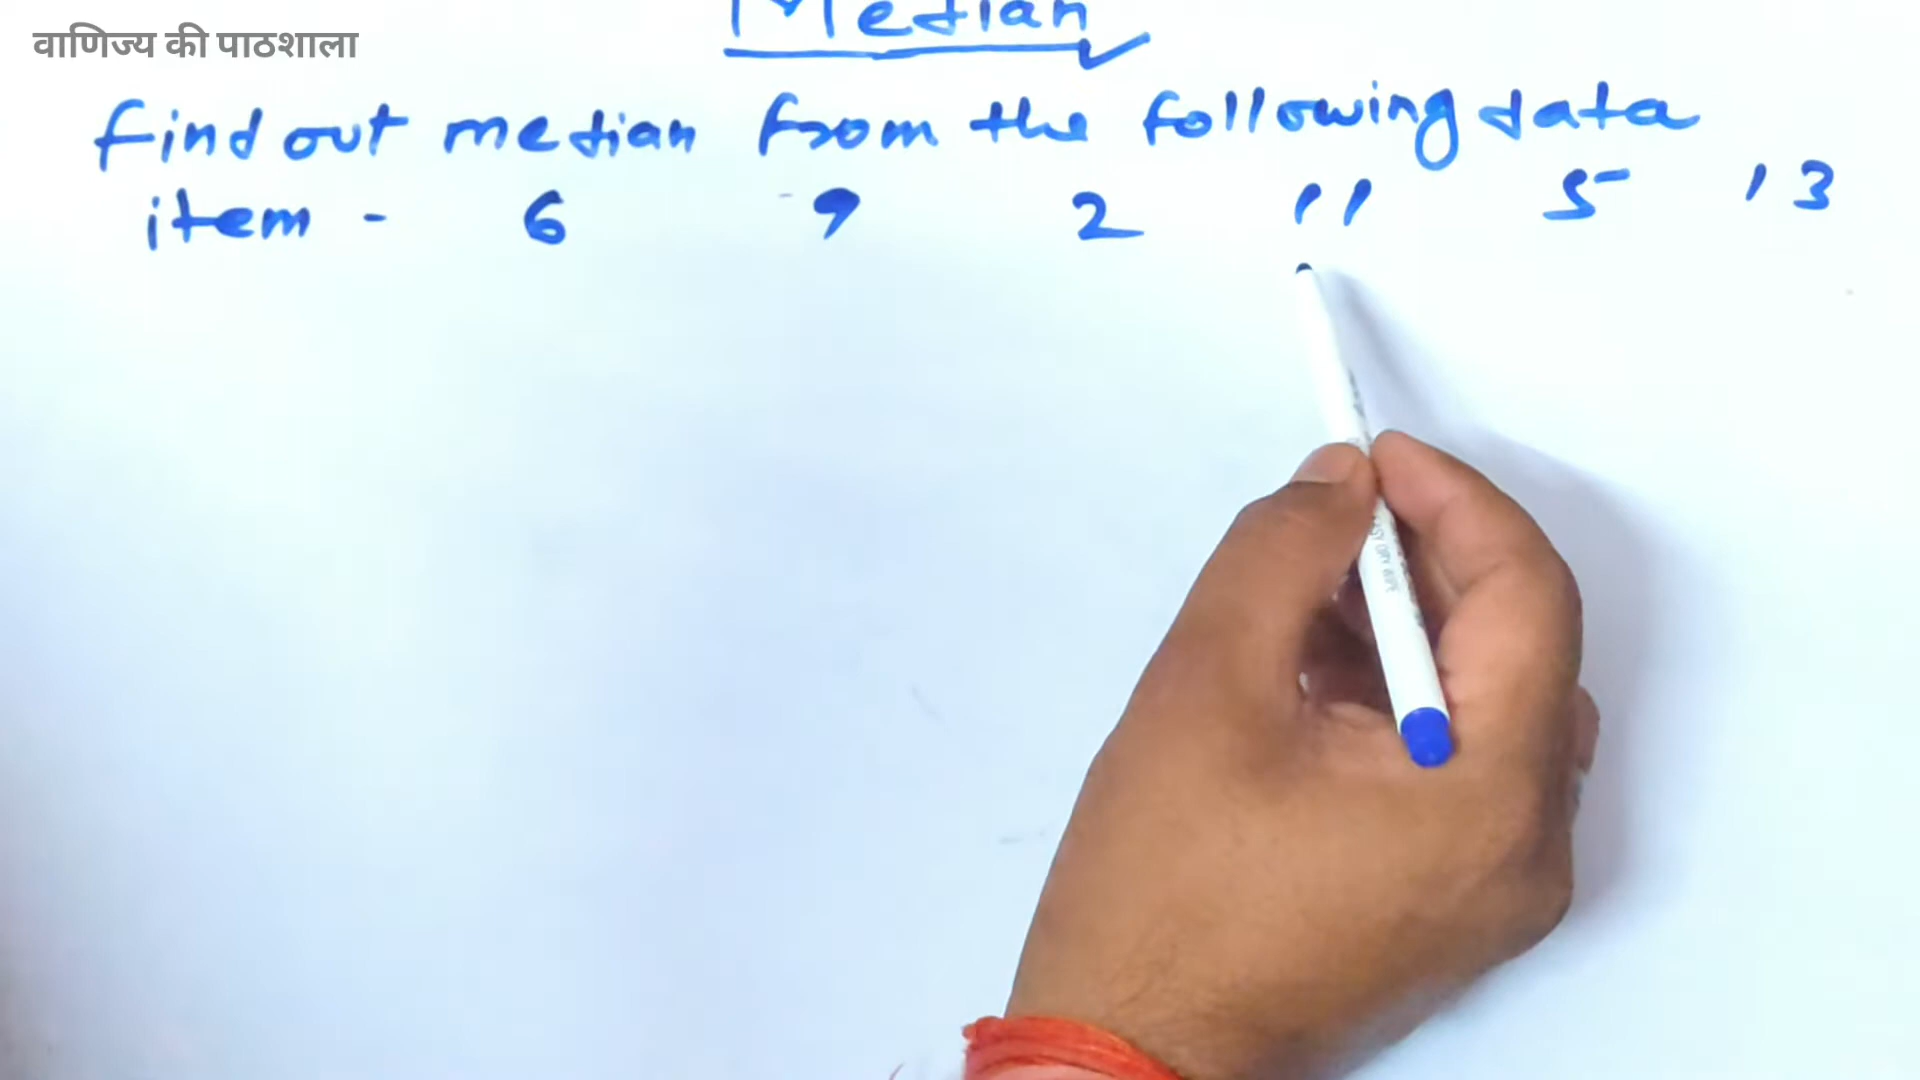 वाणिज्य की पाठशाला
Median
find out median from the following data
item - 6 9 2 11 5 13